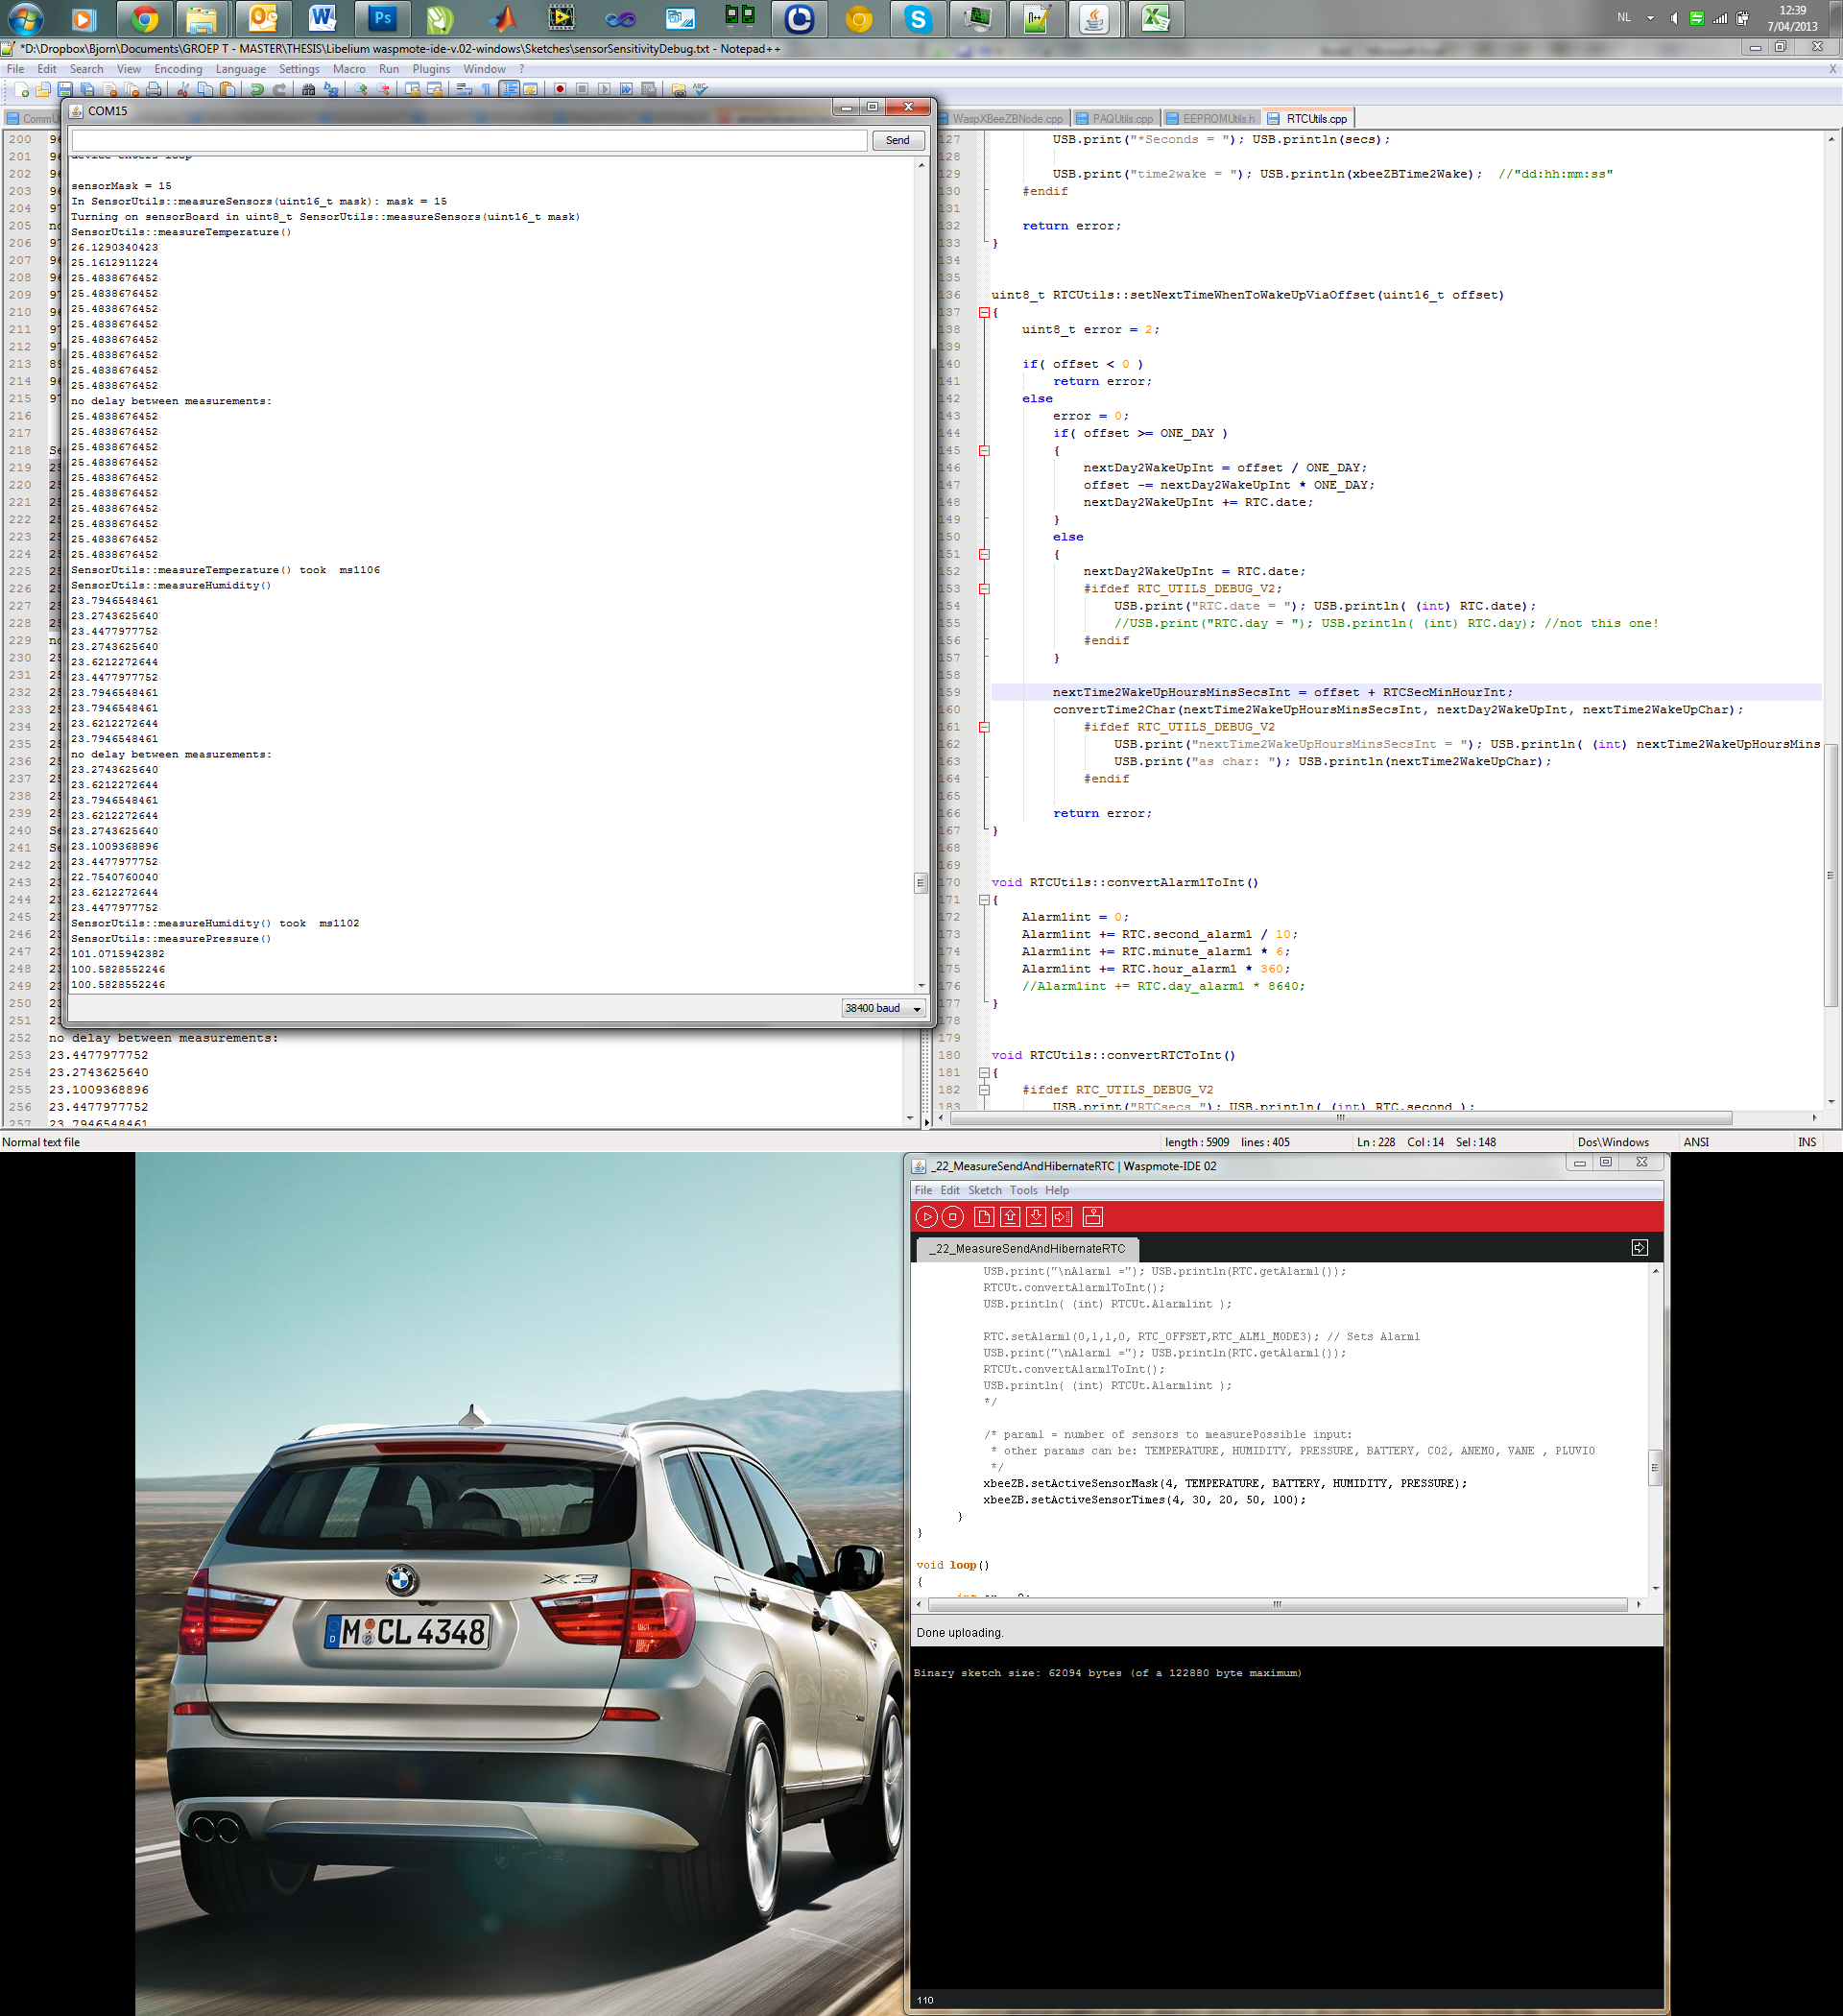 NL
12:39
7/04/2013
*D:\Dropbox\Bjorn\Documents\GROEP T - MASTER\THESIS\Libelium waspmote-ide-v.02-windows\Sketches\sensorSensitivityDebug.txt - Notepad++
File Edit Search View Encoding Language Settings Macro Run Plugins Window ?
COM15
Send
device enters loop
sensorMask = 15
In SensorUtils::measureSensors(uint16_t mask): mask = 15
Turning on sensorBoard in uint8_t SensorUtils::measureSensors(uint16_t mask)
SensorUtils::measureTemperature()
26.1290340423
25.1612911224
25.4838676452
25.4838676452
25.4838676452
25.4838676452
25.4838676452
25.4838676452
25.4838676452
25.4838676452
no delay between measurements:
25.4838676452
25.4838676452
25.4838676452
25.4838676452
25.4838676452
25.4838676452
25.4838676452
25.4838676452
25.4838676452
25.4838676452
SensorUtils::measureTemperature() took  ms1106
SensorUtils::measureHumidity()
23.7946548461
23.2743625640
23.4477977752
23.2743625640
23.6212272644
23.4477977752
23.7946548461
23.7946548461
23.6212272644
23.7946548461
no delay between measurements:
23.2743625640
23.6212272644
23.7946548461
23.6212272644
23.2743625640
23.1009368896
23.4477977752
22.7540760040
23.6212272644
23.4477977752
SensorUtils::measureHumidity() took  ms1102
SensorUtils::measurePressure()
101.0715942382
100.5828552246
100.5828552246
38400 baud
252 no delay between measurements:
253 23.4477977752
254 23.2743625640
255 23.1009368896
256 23.4477977752
257 23.7946548461
WaspXBeeZBNode.cpp PAQUtils.cpp EEPROMUtils.h RTCUtils.cpp
127 USB.print("*Seconds = "); USB.println(secs);
128
129 USB.print("time2wake = "); USB.println(xbeeZBTime2Wake);  //"dd:hh:mm:ss"
130 #endif
131
132 return error;
133 }
134
135
136 uint8_t RTCUtils::setNextTimeWhenToWakeUpViaOffset(uint16_t offset)
137 {
138 uint8_t error = 2;
139
140 if( offset < 0 )
141 return error;
142 else
143 error = 0;
144 if( offset >= ONE_DAY )
145 {
146 nextDay2WakeUpInt = offset / ONE_DAY;
147 offset -= nextDay2WakeUpInt * ONE_DAY;
148 nextDay2WakeUpInt += RTC.date;
149 }
150 else
151 {
152 nextDay2WakeUpInt = RTC.date;
153 #ifdef RTC_UTILS_DEBUG_V2;
154 USB.print("RTC.date = "); USB.println( (int) RTC.date);
155 //USB.print("RTC.day = "); USB.println( (int) RTC.day); //not this one!
156 #endif
157 }
158
159 nextTime2WakeUpHoursMinsSecsInt = offset + RTCSecMinHourInt;
160 convertTime2Char(nextTime2WakeUpHoursMinsSecsInt, nextDay2WakeUpInt, nextTime2WakeUpChar);
161 #ifdef RTC_UTILS_DEBUG_V2
162 USB.print("nextTime2WakeUpHoursMinsSecsInt = "); USB.println( (int) nextTime2WakeUpHoursMins
163 USB.print("as char: "); USB.println(nextTime2WakeUpChar);
164 #endif
165
166 return error;
167 }
168
169
170 void RTCUtils::convertAlarm1ToInt()
171 {
172 Alarm1int = 0;
173 Alarm1int += RTC.second_alarm1 / 10;
174 Alarm1int += RTC.minute_alarm1 * 6;
175 Alarm1int += RTC.hour_alarm1 * 360;
176 //Alarm1int += RTC.day_alarm1 * 8640;
177 }
178
179
180 void RTCUtils::convertRTCToInt()
181 {
182 #ifdef RTC_UTILS_DEBUG_V2
183 USB.print("RTCsecs "); USB.println( (int) RTC.second );
Normal text file
length : 5909 lines : 405
Ln : 228 Col : 14 Sel : 148
Dos\Windows
ANSI
INS
_22_MeasureSendAndHibernateRTC | Waspmote-IDE 02
File Edit Sketch Tools Help
_22_MeasureSendAndHibernateRTC
USB.print("\nAlarm1 ="); USB.println(RTC.getAlarm1());
RTCUt.convertAlarm1ToInt();
USB.println( (int) RTCUt.Alarm1int );
RTC.setAlarm1(0,1,1,0, RTC_OFFSET,RTC_ALM1_MODE3); // Sets Alarm1
USB.print("\nAlarm1 ="); USB.println(RTC.getAlarm1());
RTCUt.convertAlarm1ToInt();
USB.println( (int) RTCUt.Alarm1int );
*/
/* param1 = number of sensors to measurePossible input:
* other params can be: TEMPERATURE, HUMIDITY, PRESSURE, BATTERY, CO2, ANEMO, VANE , PLUVIO
*/
xbeeZB.setActiveSensorMask(4, TEMPERATURE, BATTERY, HUMIDITY, PRESSURE);
xbeeZB.setActiveSensorTimes(4, 30, 20, 50, 100);
}
}
void loop()
{
Done uploading.
Binary sketch size: 62094 bytes (of a 122880 byte maximum)
110
X3
M CL 4348